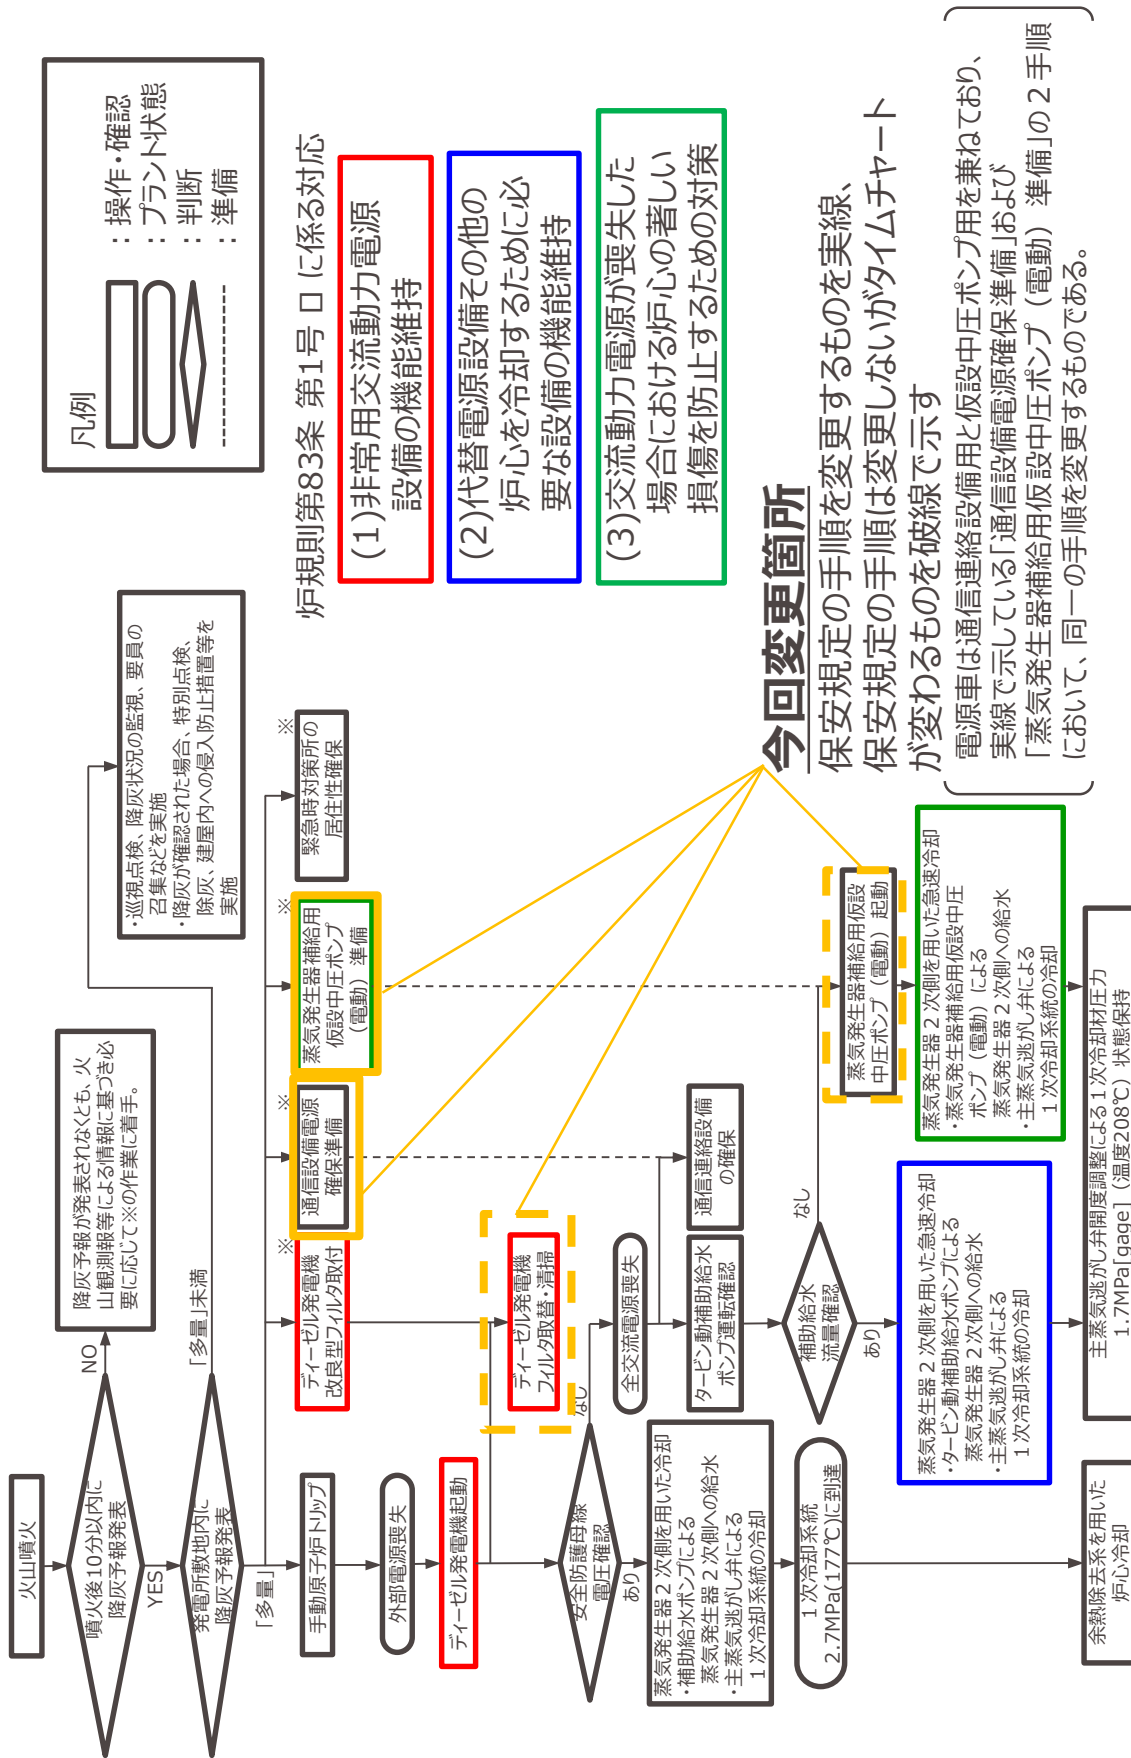 火山噴火
噴火後10分以内に
降灰予報発表
NO
YES
降灰予報が発表されなくとも、火
山観測報等による情報に基づき必
要に応じて※の作業に着手。
発電所敷地内に
降灰予報発表
「多量」未満
「多量」
・巡視点検、降灰状況の監視、要員の
召集などを実施
・降灰が確認された場合、特別点検、
除灰、建屋内への侵入防止措置等を
実施
手動原子炉トリップ
※
ディーゼル発電機
改良型フィルタ取付
※
通信設備電源
確保準備
※
蒸気発生器補給用
仮設中圧ポンプ
（電動）準備
※
緊急時対策所の
居住性確保
外部電源喪失
ディーゼル発電機起動
ディーゼル発電機
フィルタ取替・清掃
安全防護母線
電圧確認
なし
あり
全交流電源喪失
蒸気発生器２次側を用いた冷却
・補助給水ポンプによる
蒸気発生器２次側への給水
・主蒸気逃がし弁による
１次冷却系統の冷却
タービン動補助給水
ポンプ運転確認
通信連絡設備
の確保
１次冷却系統
2.7MPa(177℃)に到達
補助給水
流量確認
なし
あり
蒸気発生器補給用仮設
中圧ポンプ（電動）起動
蒸気発生器２次側を用いた急速冷却
・タービン動補助給水ポンプによる
蒸気発生器２次側への給水
・主蒸気逃がし弁による
１次冷却系統の冷却
蒸気発生器２次側を用いた急速冷却
・蒸気発生器補給用仮設中圧
ポンプ（電動）による
蒸気発生器２次側への給水
・主蒸気逃がし弁による
１次冷却系統の冷却
余熱除去系を用いた
炉心冷却
主蒸気逃がし弁開度調整による１次冷却材圧力
1.7MPa[gage]（温度208℃）状態保持
凡例
：操作・確認
：プラント状態
：判断
：準備
炉規則第83条 第1号 ロ に係る対応
(1)非常用交流動力電源
設備の機能維持
(2)代替電源設備その他の
炉心を冷却するために必
要な設備の機能維持
(3)交流動力電源が喪失した
場合における炉心の著しい
損傷を防止するための対策
今回変更箇所
保安規定の手順を変更するものを実線、
保安規定の手順は変更しないがタイムチャート
が変わるものを破線で示す
電源車は通信連絡設備用と仮設中圧ポンプ用を兼ねており、
実線で示している「通信設備電源確保準備」および
「蒸気発生器補給用仮設中圧ポンプ（電動）準備」の２手順
において、同一の手順を変更するものである。